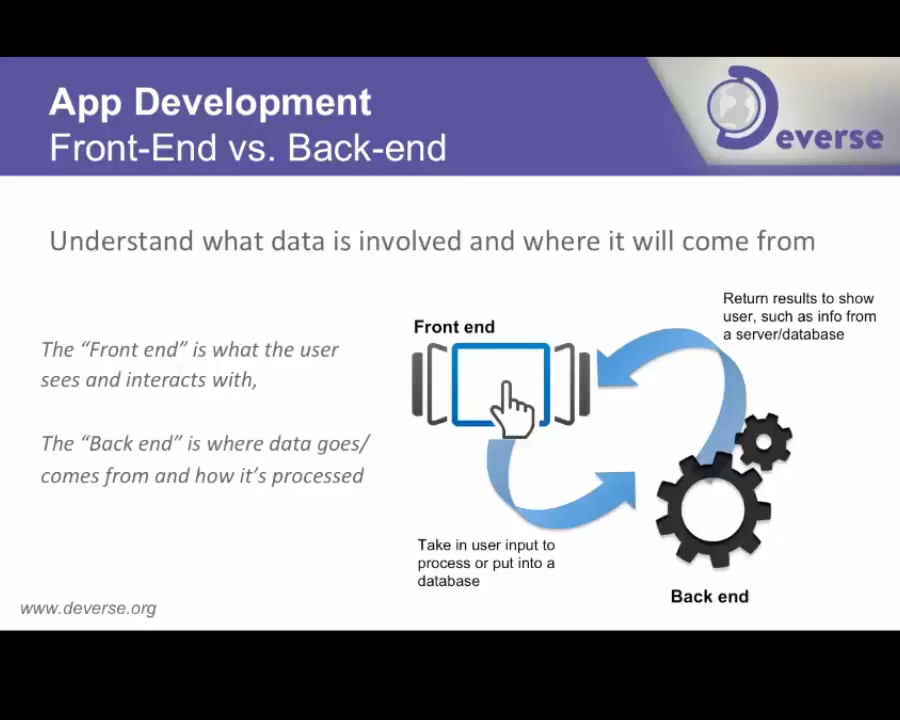 App Development
Front-End vs. Back-end
Deverse
Understand what data is involved and where it will come from
The “Front end” is what the user
sees and interacts with,
The “Back end” is where data goes/
comes from and how it’s processed
Front end
Return results to show
user, such as info from
a server/database
Take in user input to
process or put into a
database
Back end
www.deverse.org